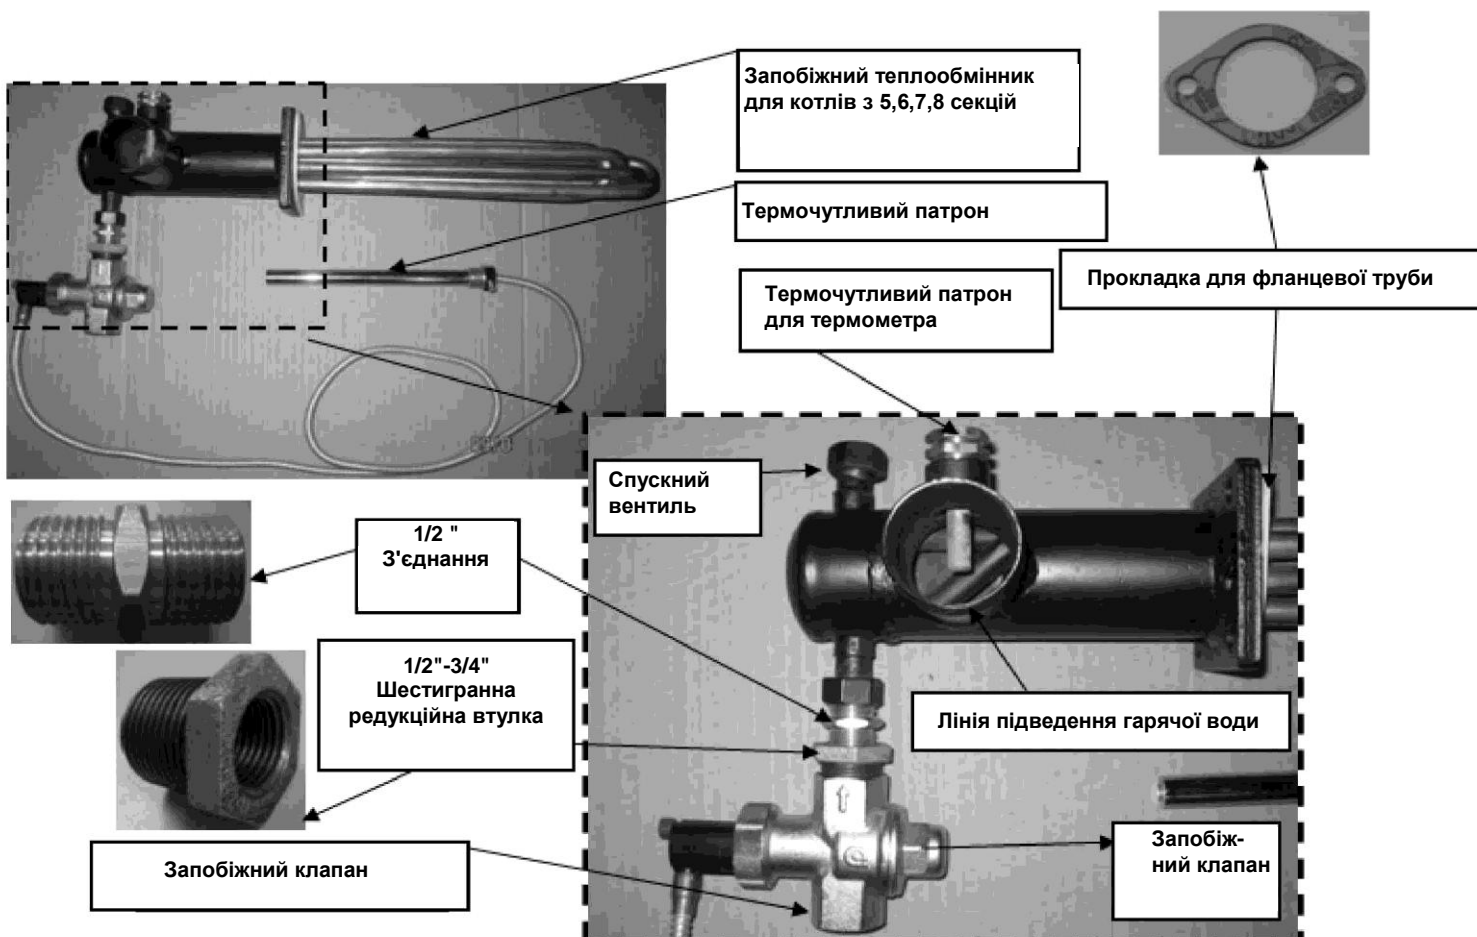 Запобіжний теплообмінник
для котлів з 5,6,7,8 секцій
Термочутливий патрон
Прокладка для фланцевої труби
Термочутливий патрон
для термометра
Спускний
вентиль
1/2 "
З'єднання
1/2"-3/4"
Шестигранна
редукційна втулка
Лінія підведення гарячої води
Запобіжний клапан
Запобіж-
ний клапан